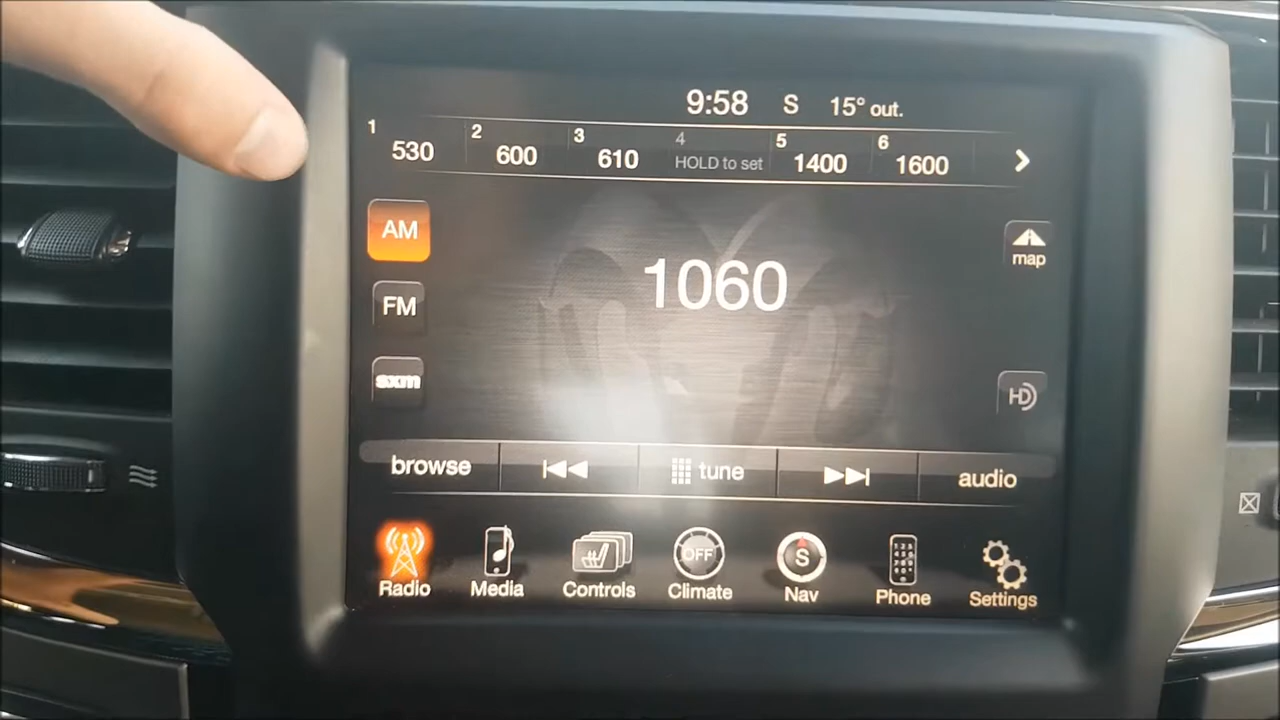 9:58 S 15° out.
1 530 2 600 3 610 4 HOLD to set 5 1400 6 1600
AM
1060
map
FM
sxm
HD
browse tune audio
OFF S
Radio Media Controls Climate Nav Phone Settings